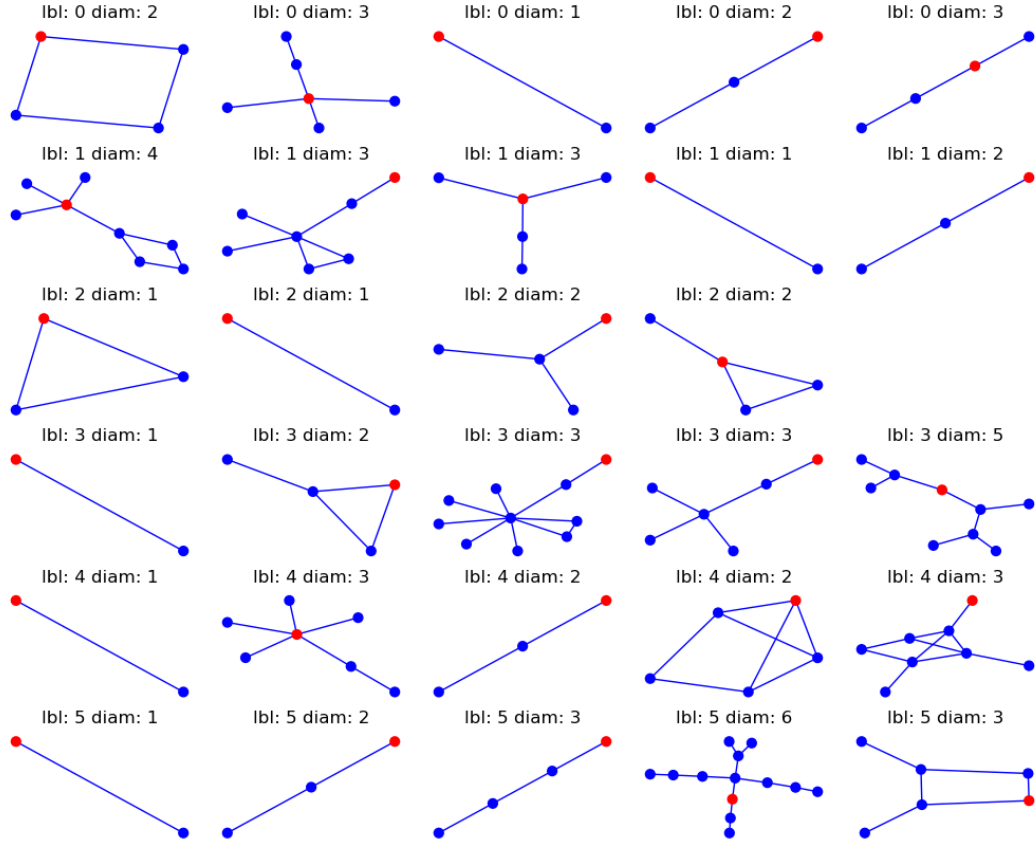 lbl: 0 diam: 2
lbl: 0 diam: 3
lbl: 0 diam: 1
lbl: 0 diam: 2
lbl: 0 diam: 3
lbl: 1 diam: 4
lbl: 1 diam: 3
lbl: 1 diam: 3
lbl: 1 diam: 1
lbl: 1 diam: 2
lbl: 2 diam: 1
lbl: 2 diam: 1
lbl: 2 diam: 2
lbl: 2 diam: 2
lbl: 3 diam: 1
lbl: 3 diam: 2
lbl: 3 diam: 3
lbl: 3 diam: 3
lbl: 3 diam: 5
lbl: 4 diam: 1
lbl: 4 diam: 3
lbl: 4 diam: 2
lbl: 4 diam: 2
lbl: 4 diam: 3
lbl: 5 diam: 1
lbl: 5 diam: 2
lbl: 5 diam: 3
lbl: 5 diam: 6
lbl: 5 diam: 3